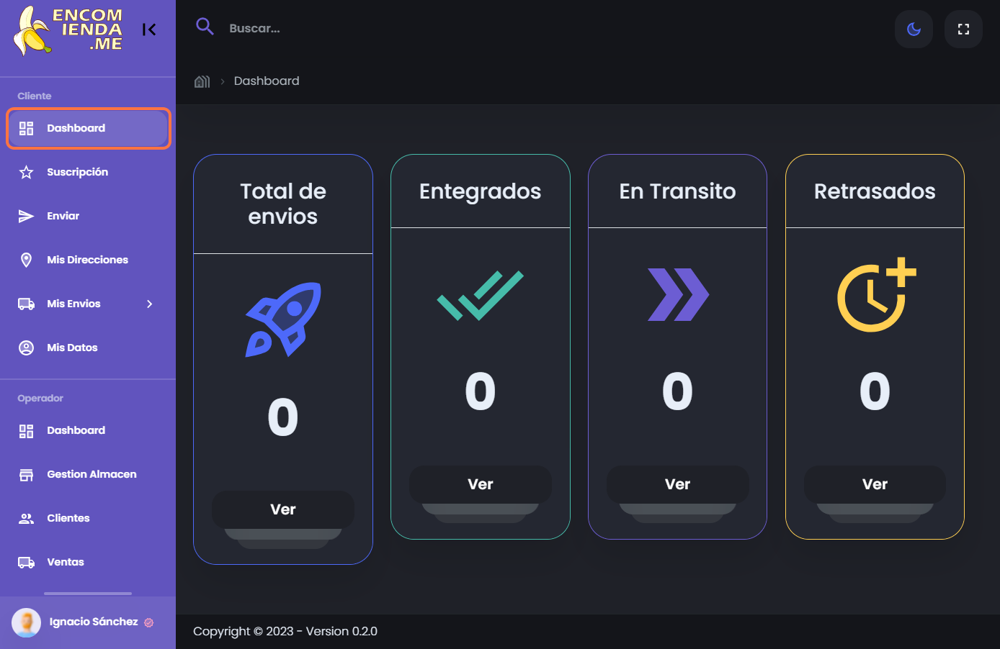 ENCOM
IENDA
.ME
Buscar...
Dashboard
Cliente
Dashboard
Suscripción
Enviar
Mis Direcciones
Mis Envios
Mis Datos
Operador
Dashboard
Gestion Almacen
Clientes
Ventas
Ignacio Sánchez
Total de
envios
0
Ver
Entegrados
0
Ver
En Transito
0
Ver
Retrasados
0
Ver
Copyright © 2023 - Version 0.2.0